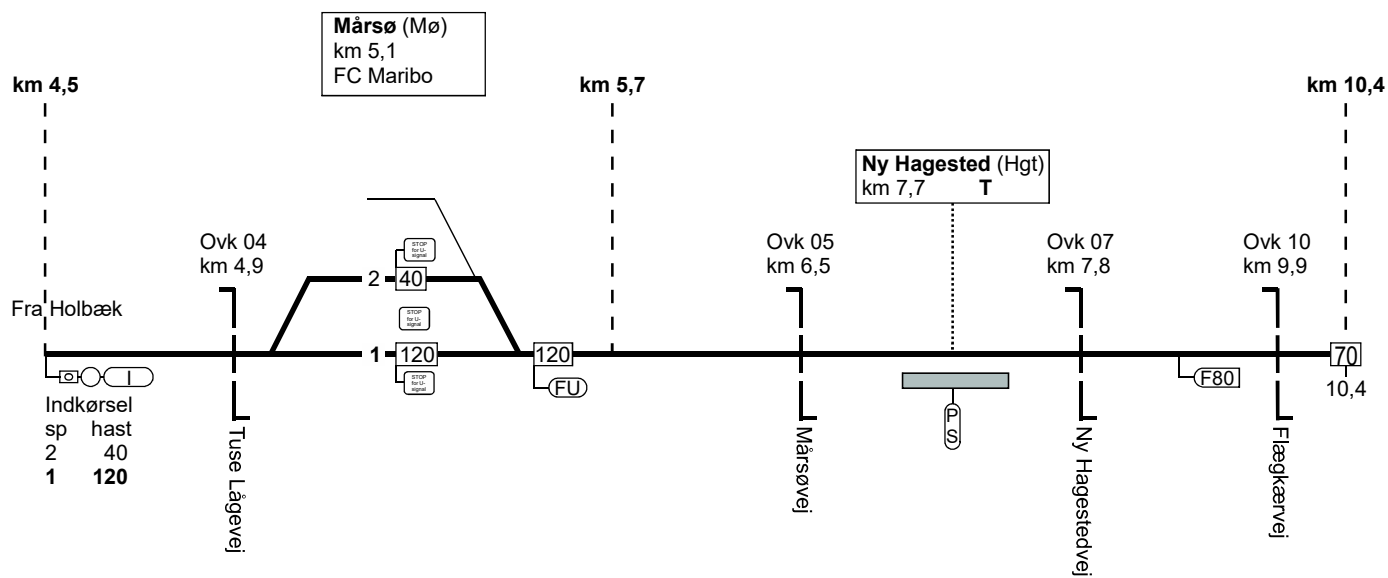 Mårsø (Mø)
km 5,1
FC Maribo
km 4,5
km 5,7
km 10,4
Ny Hagested (Hgt)
km 7,7 T
Ovk 04
km 4,9
Ovk 05
km 6,5
Ovk 07
km 7,8
Ovk 10
km 9,9
STOP
for U-
signal
2 40
Fra Holbæk
STOP
for U-
signal
1 120
120
70
I
STOP
for U-
signal
FU
F80
10,4
P
S
Indkørsel
sp hast
2 40
1 120
Tuse Lågevej
Mårsøvej
Ny Hagestedvej
Flægkærvej